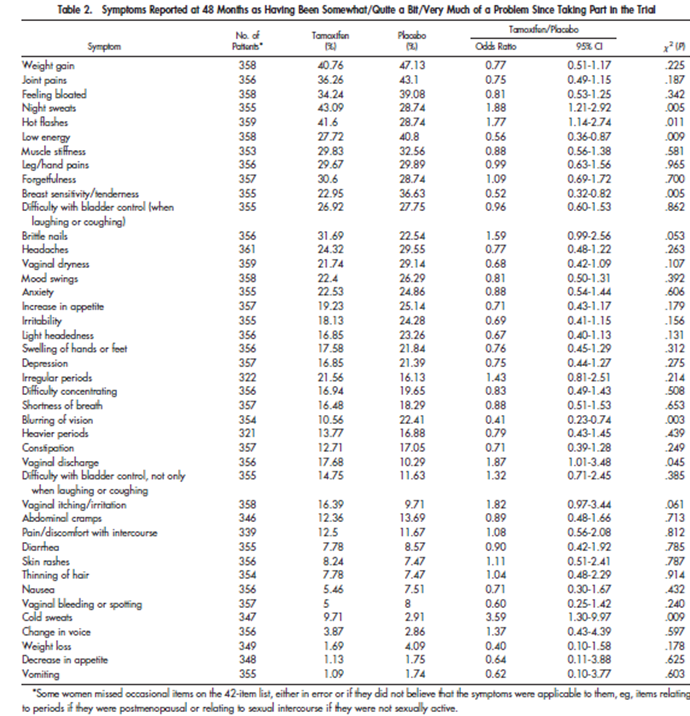 Table 2. Symptoms Reported at 48 Months as Having Been Somewhat/Quite a Bit/Very Much of a Problem Since Taking Part in the Trial
Tamoxifen/Placebo
Symptom No. of Patients* Tamoxifen (%) Placebo (%) Odds Ratio 95% CI χ² (P)
Weight gain 358 40.76 47.13 0.77 0.51-1.17 .225
Joint pains 356 36.26 43.1 0.75 0.49-1.15 .187
Feeling bloated 358 34.24 39.08 0.81 0.53-1.25 .342
Night sweats 355 43.09 28.74 1.88 1.21-2.92 .005
Hot flashes 359 41.6 28.74 1.77 1.14-2.74 .011
Low energy 358 27.72 40.8 0.56 0.36-0.87 .009
Muscle stiffness 353 29.83 32.56 0.88 0.56-1.38 .581
Leg/hand pains 356 29.67 29.89 0.99 0.63-1.56 .965
Forgetfulness 357 30.6 28.74 1.09 0.69-1.72 .700
Breast sensitivity/tenderness 355 22.95 36.63 0.52 0.32-0.82 .005
Difficulty with bladder control (when 355 26.92 27.75 0.96 0.60-1.53 .862
laughing or coughing)
Brittle nails 356 31.69 22.54 1.59 0.99-2.56 .053
Headaches 361 24.32 29.55 0.77 0.48-1.22 .263
Vaginal dryness 359 21.74 29.14 0.68 0.42-1.09 .107
Mood swings 358 22.4 26.29 0.81 0.50-1.31 .392
Anxiety 355 22.53 24.86 0.88 0.54-1.44 .606
Increase in appetite 357 19.23 25.14 0.71 0.43-1.17 .179
Irritability 355 18.13 24.28 0.69 0.41-1.15 .156
Light headedness 356 16.85 23.26 0.67 0.40-1.13 .131
Swelling of hands or feet 356 17.58 21.84 0.76 0.45-1.29 .312
Depression 357 16.85 21.39 0.75 0.44-1.27 .275
Irregular periods 322 21.56 16.13 1.43 0.81-2.51 .214
Difficulty concentrating 356 16.94 19.65 0.83 0.49-1.43 .508
Shortness of breath 357 16.48 18.29 0.88 0.51-1.53 .653
Blurring of vision 354 10.56 22.41 0.41 0.23-0.74 .003
Heavier periods 321 13.77 16.88 0.79 0.43-1.45 .439
Constipation 357 12.71 17.05 0.71 0.39-1.28 .249
Vaginal discharge 356 17.68 10.29 1.87 1.01-3.48 .045
Difficulty with bladder control, not only 355 14.75 11.63 1.32 0.71-2.45 .385
when laughing or coughing
Vaginal itching/irritation 358 16.39 9.71 1.82 0.97-3.44 .061
Abdominal cramps 346 12.36 13.69 0.89 0.48-1.66 .713
Pain/discomfort with intercourse 339 12.5 11.67 1.08 0.56-2.08 .812
Diarrhea 355 7.78 8.57 0.90 0.42-1.92 .785
Skin rashes 356 8.24 7.47 1.11 0.51-2.41 .787
Thinning of hair 354 7.78 7.47 1.04 0.48-2.29 .914
Nausea 356 5.46 7.51 0.71 0.30-1.67 .432
Vaginal bleeding or spotting 357 5 8 0.60 0.25-1.42 .240
Cold sweats 347 9.71 2.91 3.59 1.30-9.97 .009
Change in voice 356 3.87 2.86 1.37 0.43-4.39 .597
Weight loss 349 1.69 4.09 0.40 0.10-1.58 .178
Decrease in appetite 348 1.13 1.75 0.64 0.11-3.88 .625
Vomiting 355 1.09 1.74 0.62 0.10-3.77 .603
*Some women missed occasional items on the 42-item list, either in error or if they did not believe that the symptoms were applicable to them, eg, items relating
to periods if they were postmenopausal or relating to sexual intercourse if they were not sexually active.